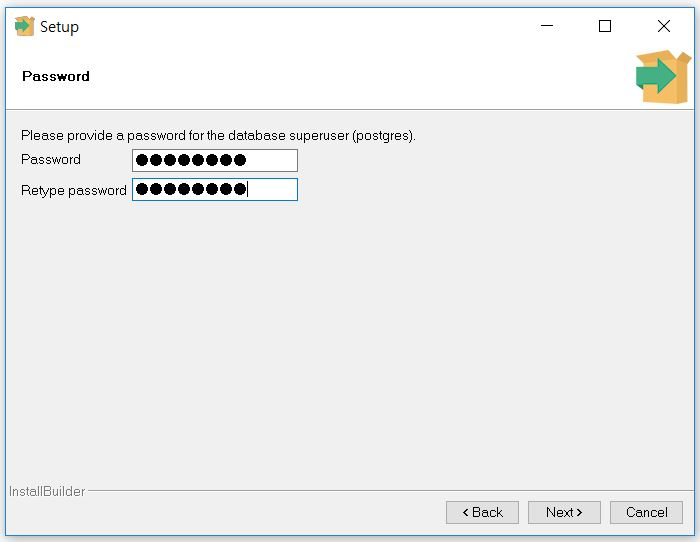 Setup
Password
Please provide a password for the database superuser (postgres).
Password ●●●●●●●●
Retype password ●●●●●●●●
InstallBuilder
< Back Next > Cancel